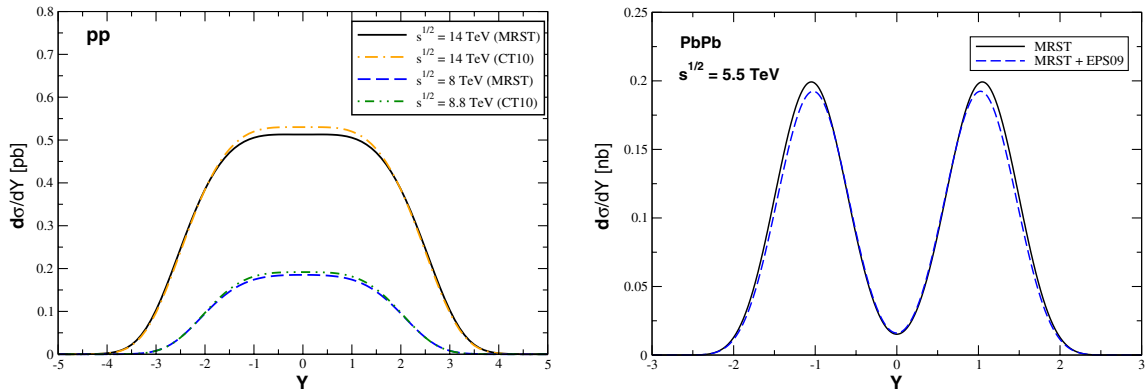 pp
s^1/2 = 14 TeV (MRST)
s^1/2 = 14 TeV (CT10)
s^1/2 = 8 TeV (MRST)
s^1/2 = 8.8 TeV (CT10)
0.8
0.7
0.6
0.5
0.4
0.3
0.2
0.1
0
dσ/dY [pb]
-5 -4 -3 -2 -1 0 1 2 3 4 5
Y
PbPb
s^1/2 = 5.5 TeV
MRST
MRST + EPS09
0.25
0.2
0.15
0.1
0.05
0
dσ/dY [nb]
-3 -2 -1 0 1 2 3
Y